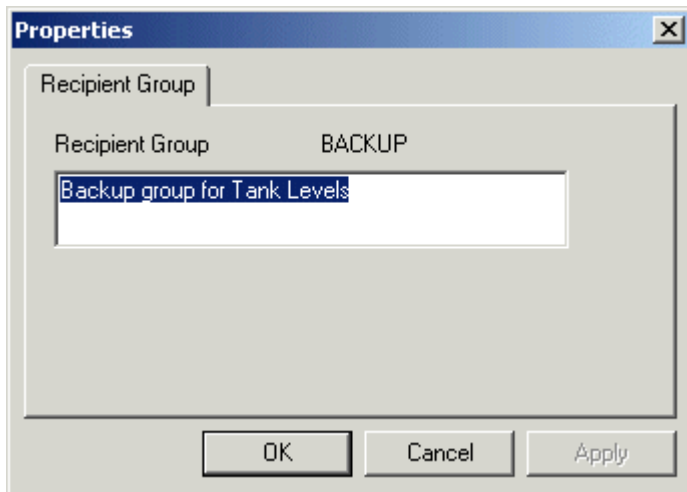 Properties
Recipient Group
Recipient Group BACKUP
Backup group for Tank Levels
OK Cancel Apply